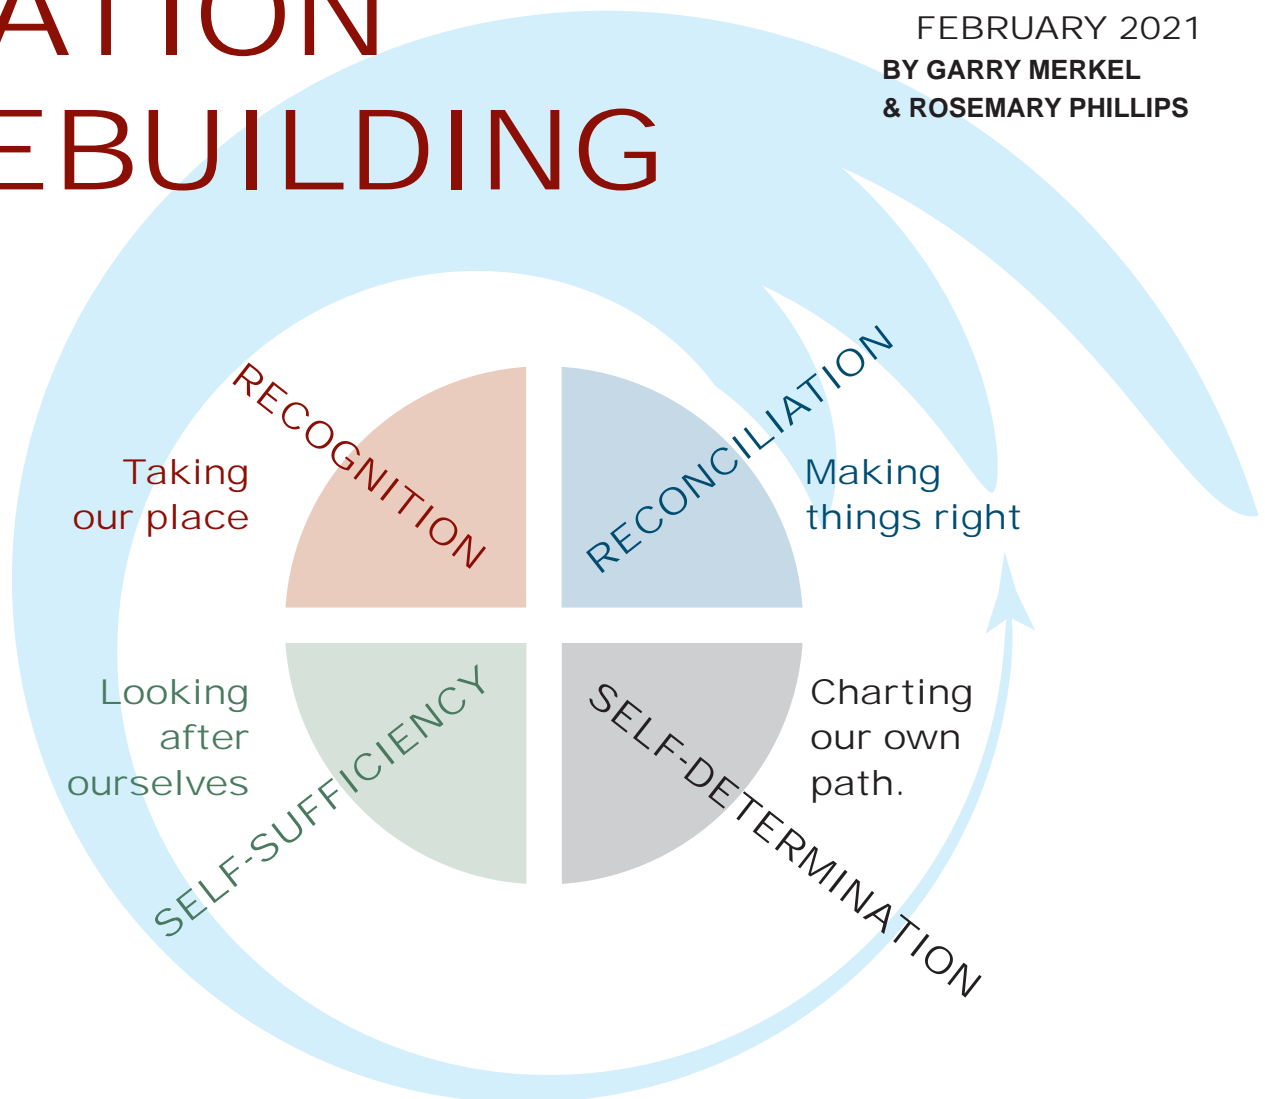 ATION
EBUILDING
FEBRUARY 2021
BY GARRY MERKEL
& ROSEMARY PHILLIPS
RECOGNITION
Taking
our place
RECONCILIATION
Making
things right
SELF-SUFFICIENCY
Looking
after
ourselves
SELF-DETERMINATION
Charting
our own
path.